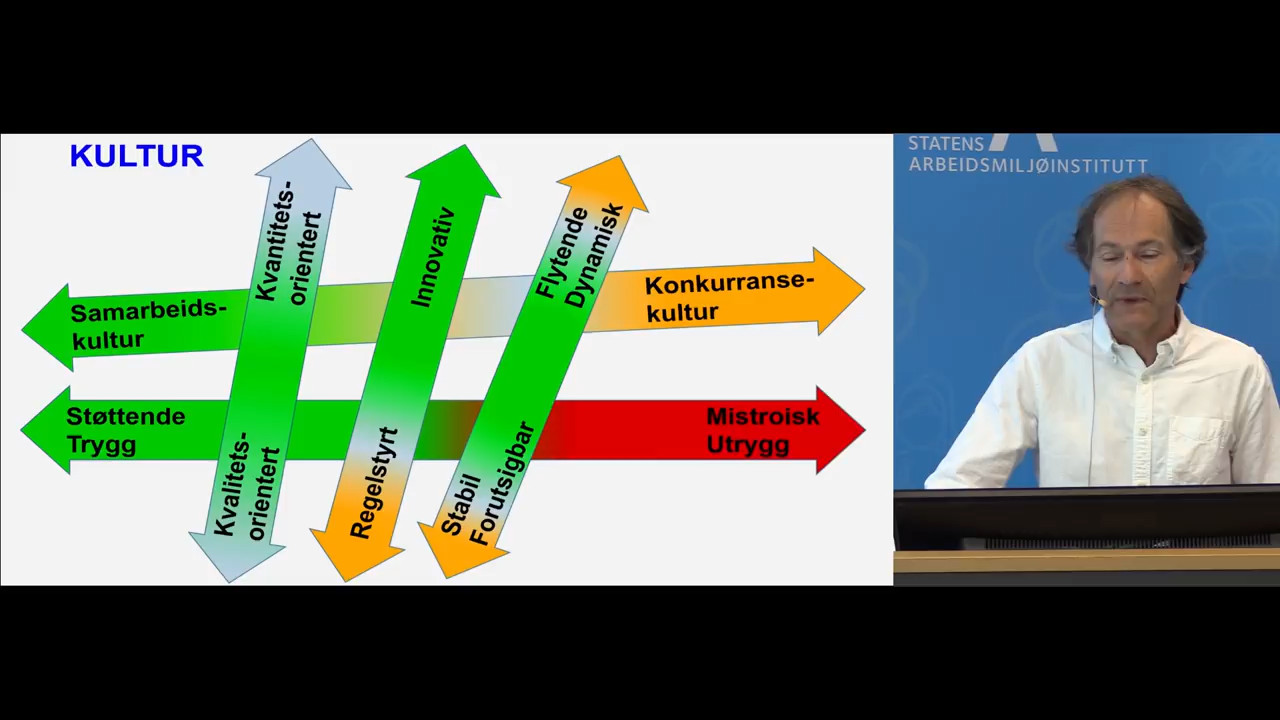 KULTUR
Kvantitets-
orientert
Innovativ
Flytende
Dynamisk
Samarbeids-
kultur
Konkurranse-
kultur
Støttende
Trygg
Mistroisk
Utrygg
Kvalitets-
orientert
Regelstyrt
Stabil
Forutsigbar
STATENS
ARBEIDSMILJØINSTITUTT